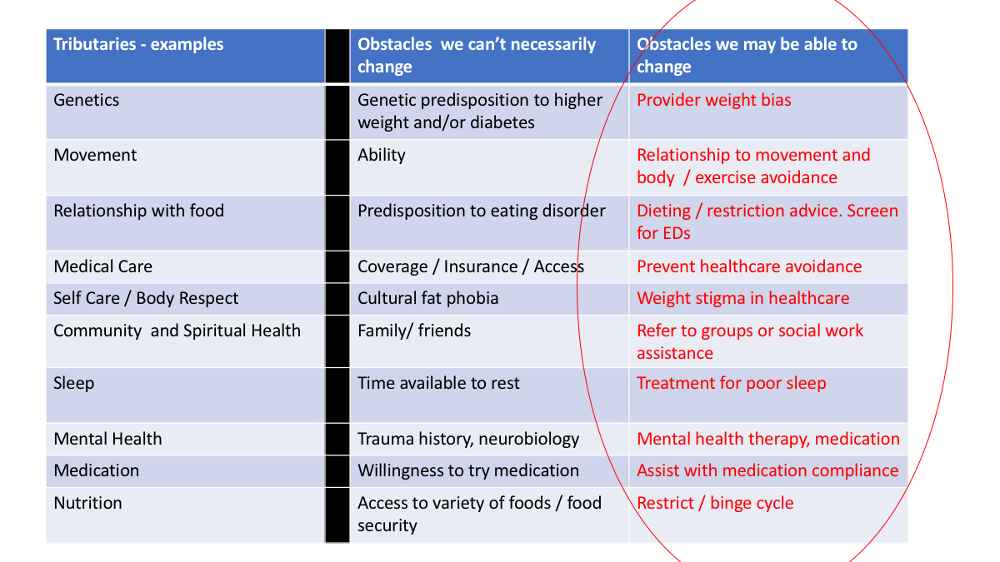 Tributaries - examples
Obstacles  we can’t necessarily
change
Obstacles we may be able to
change
Genetics
Genetic predisposition to higher
weight and/or diabetes
Provider weight bias
Movement
Ability
Relationship to movement and
body  / exercise avoidance
Relationship with food
Predisposition to eating disorder
Dieting / restriction advice. Screen
for EDs
Medical Care
Coverage / Insurance / Access
Prevent healthcare avoidance
Self Care / Body Respect
Cultural fat phobia
Weight stigma in healthcare
Community  and Spiritual Health
Family/ friends
Refer to groups or social work
assistance
Sleep
Time available to rest
Treatment for poor sleep
Mental Health
Trauma history, neurobiology
Mental health therapy, medication
Medication
Willingness to try medication
Assist with medication compliance
Nutrition
Access to variety of foods / food
security
Restrict / binge cycle